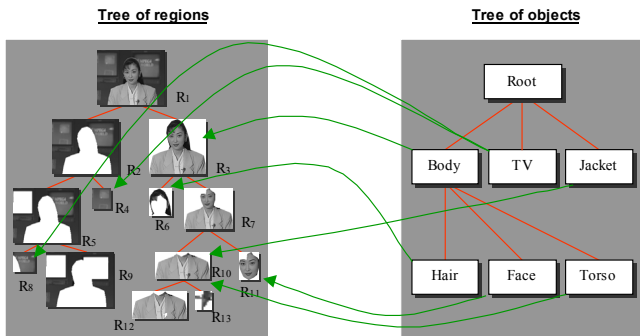 Tree of regions
Tree of objects
R1
Root
R2
R3
Body
TV
Jacket
R4
R6
R7
R5
R8
R9
R10
R11
Hair
Face
Torso
R12
R13